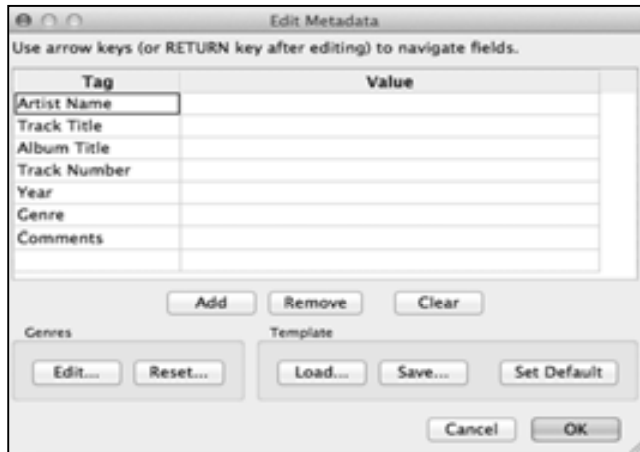 Edit Metadata
Use arrow keys (or RETURN key after editing) to navigate fields.
Tag Value
Artist Name
Track Title
Album Title
Track Number
Year
Genre
Comments
Add Remove Clear
Genres Template
Edit... Reset... Load... Save... Set Default
Cancel OK